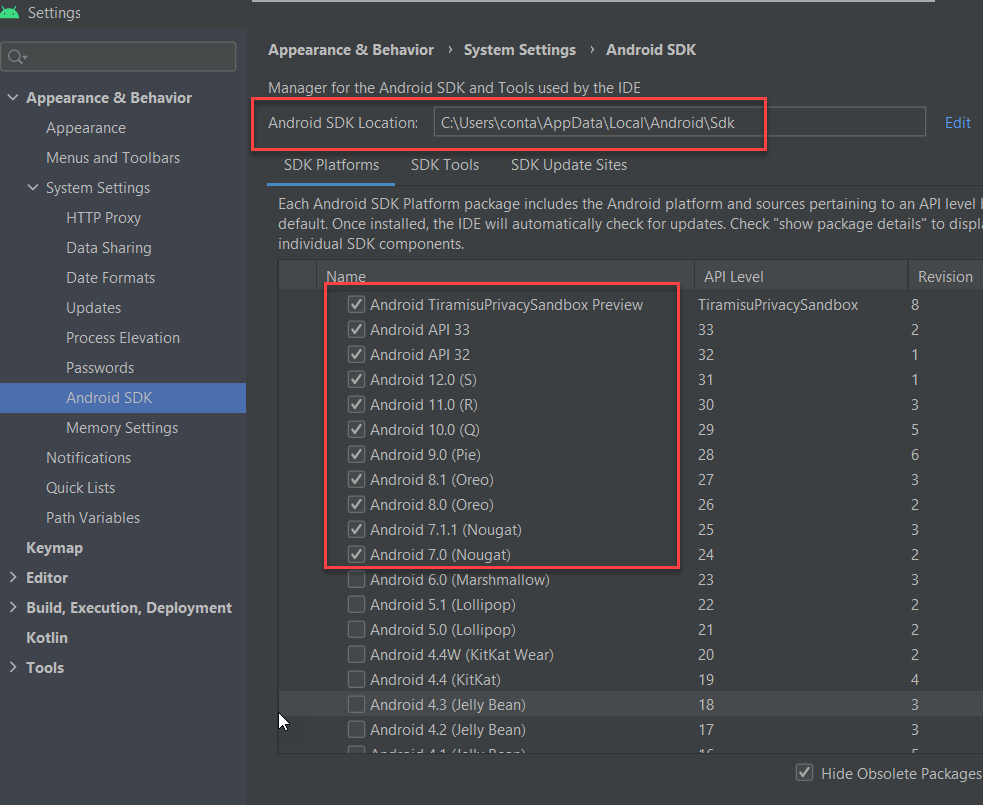 Settings
Appearance & Behavior
Appearance
Menus and Toolbars
System Settings
HTTP Proxy
Data Sharing
Date Formats
Updates
Process Elevation
Passwords
Android SDK
Memory Settings
Notifications
Quick Lists
Path Variables
Keymap
Editor
Build, Execution, Deployment
Kotlin
Tools
Appearance & Behavior › System Settings › Android SDK
Manager for the Android SDK and Tools used by the IDE
Android SDK Location: C:\Users\conta\AppData\Local\Android\Sdk Edit
SDK Platforms SDK Tools SDK Update Sites
Each Android SDK Platform package includes the Android platform and sources pertaining to an API level
default. Once installed, the IDE will automatically check for updates. Check "show package details" to
individual SDK components.
Name API Level Revision
Android TiramisuPrivacySandbox Preview TiramisuPrivacySandbox 8
Android API 33 33 2
Android API 32 32 1
Android 12.0 (S) 31 1
Android 11.0 (R) 30 3
Android 10.0 (Q) 29 5
Android 9.0 (Pie) 28 6
Android 8.1 (Oreo) 27 3
Android 8.0 (Oreo) 26 2
Android 7.1.1 (Nougat) 25 3
Android 7.0 (Nougat) 24 2
Android 6.0 (Marshmallow) 23 3
Android 5.1 (Lollipop) 22 2
Android 5.0 (Lollipop) 21 2
Android 4.4W (KitKat Wear) 20 2
Android 4.4 (KitKat) 19 4
Android 4.3 (Jelly Bean) 18 3
Android 4.2 (Jelly Bean) 17 3
Android 4.1 (Jelly Bean) 16 5
Hide Obsolete Packages